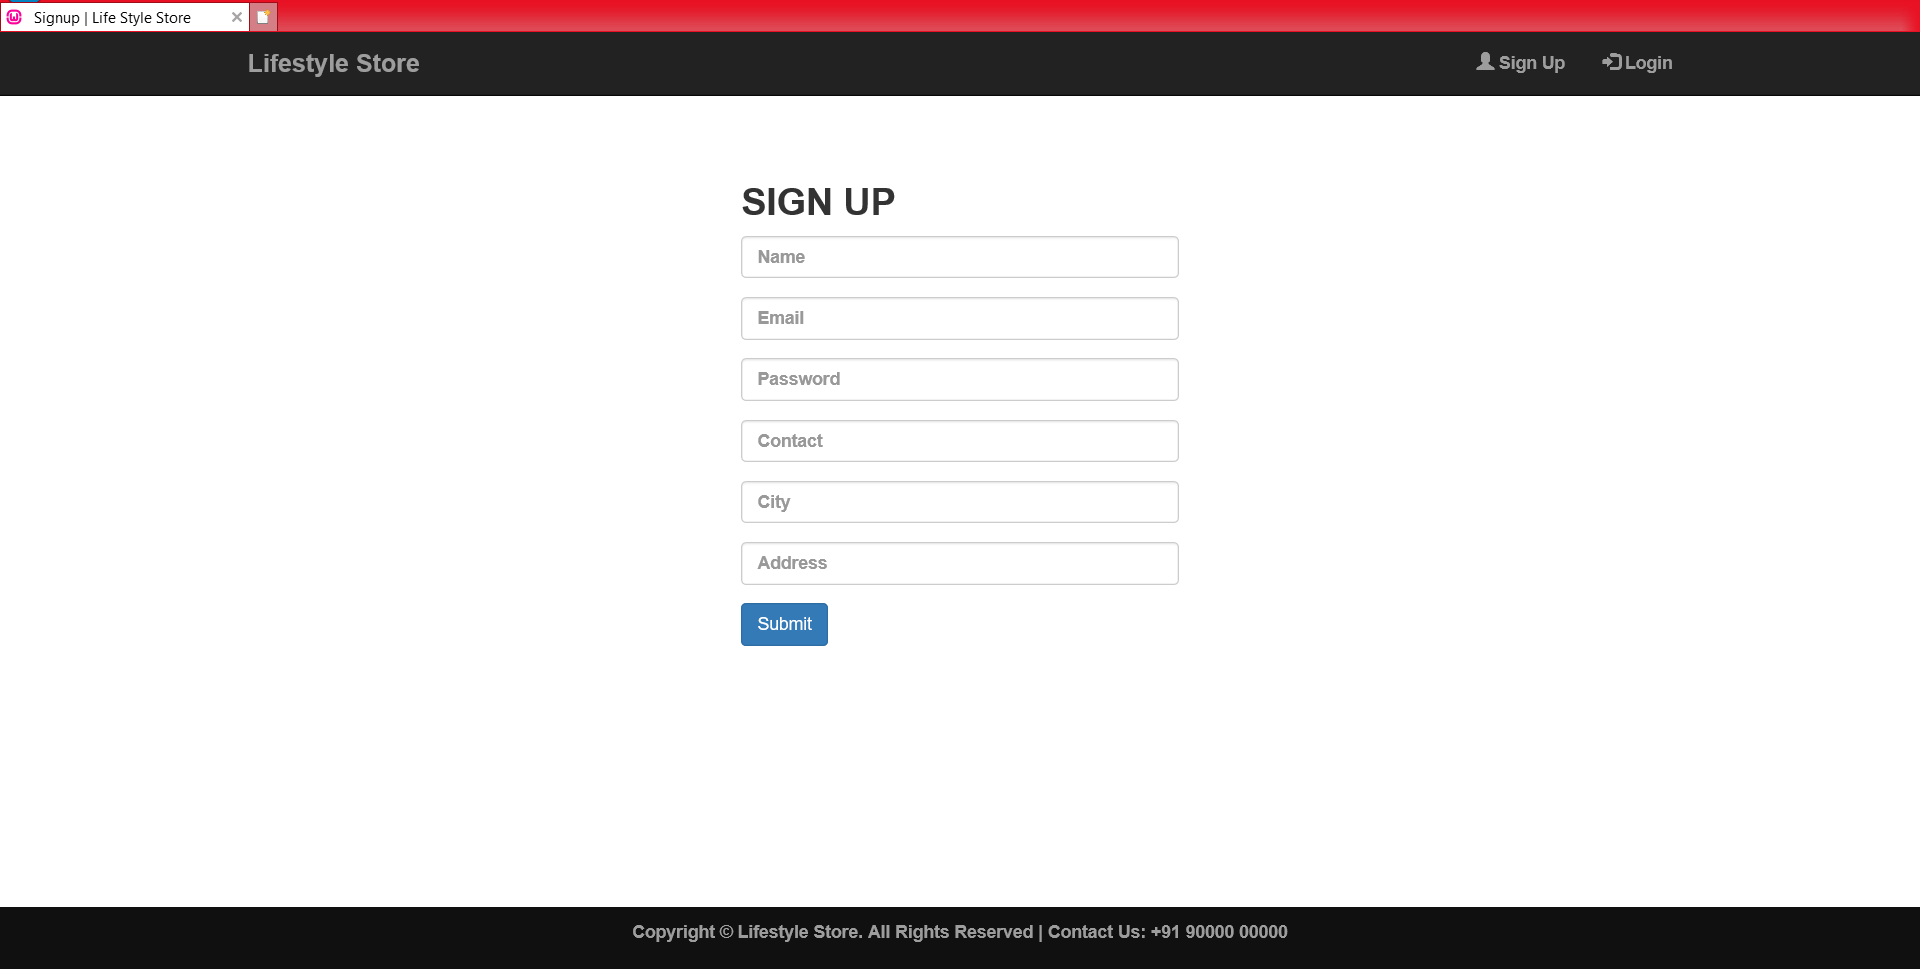 Signup | Life Style Store
Lifestyle Store
Sign Up
Login
SIGN UP
Name
Email
Password
Contact
City
Address
Submit
Copyright © Lifestyle Store. All Rights Reserved | Contact Us: +91 90000 00000